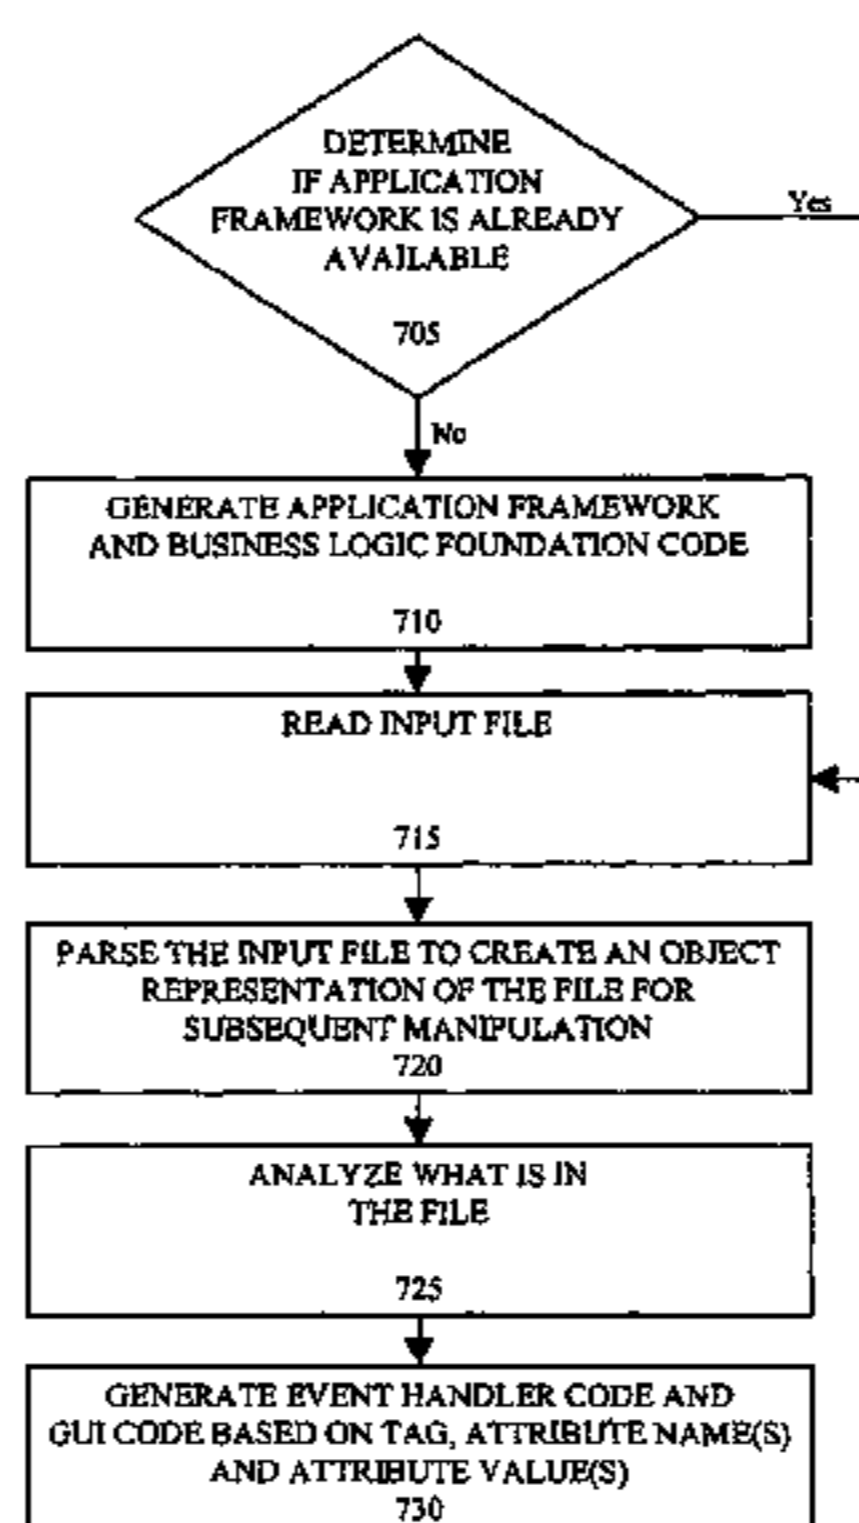 DETERMINE
IF APPLICATION
FRAMEWORK IS ALREADY
AVAILABLE
705
Yes
No
GENERATE APPLICATION FRAMEWORK
AND BUSINESS LOGIC FOUNDATION CODE
710
READ INPUT FILE
715
PARSE THE INPUT FILE TO CREATE AN OBJECT
REPRESENTATION OF THE FILE FOR
SUBSEQUENT MANIPULATION
720
ANALYZE WHAT IS IN
THE FILE
725
GENERATE EVENT HANDLER CODE AND
GUI CODE BASED ON TAG, ATTRIBUTE NAME(S)
AND ATTRIBUTE VALUE(S)
730